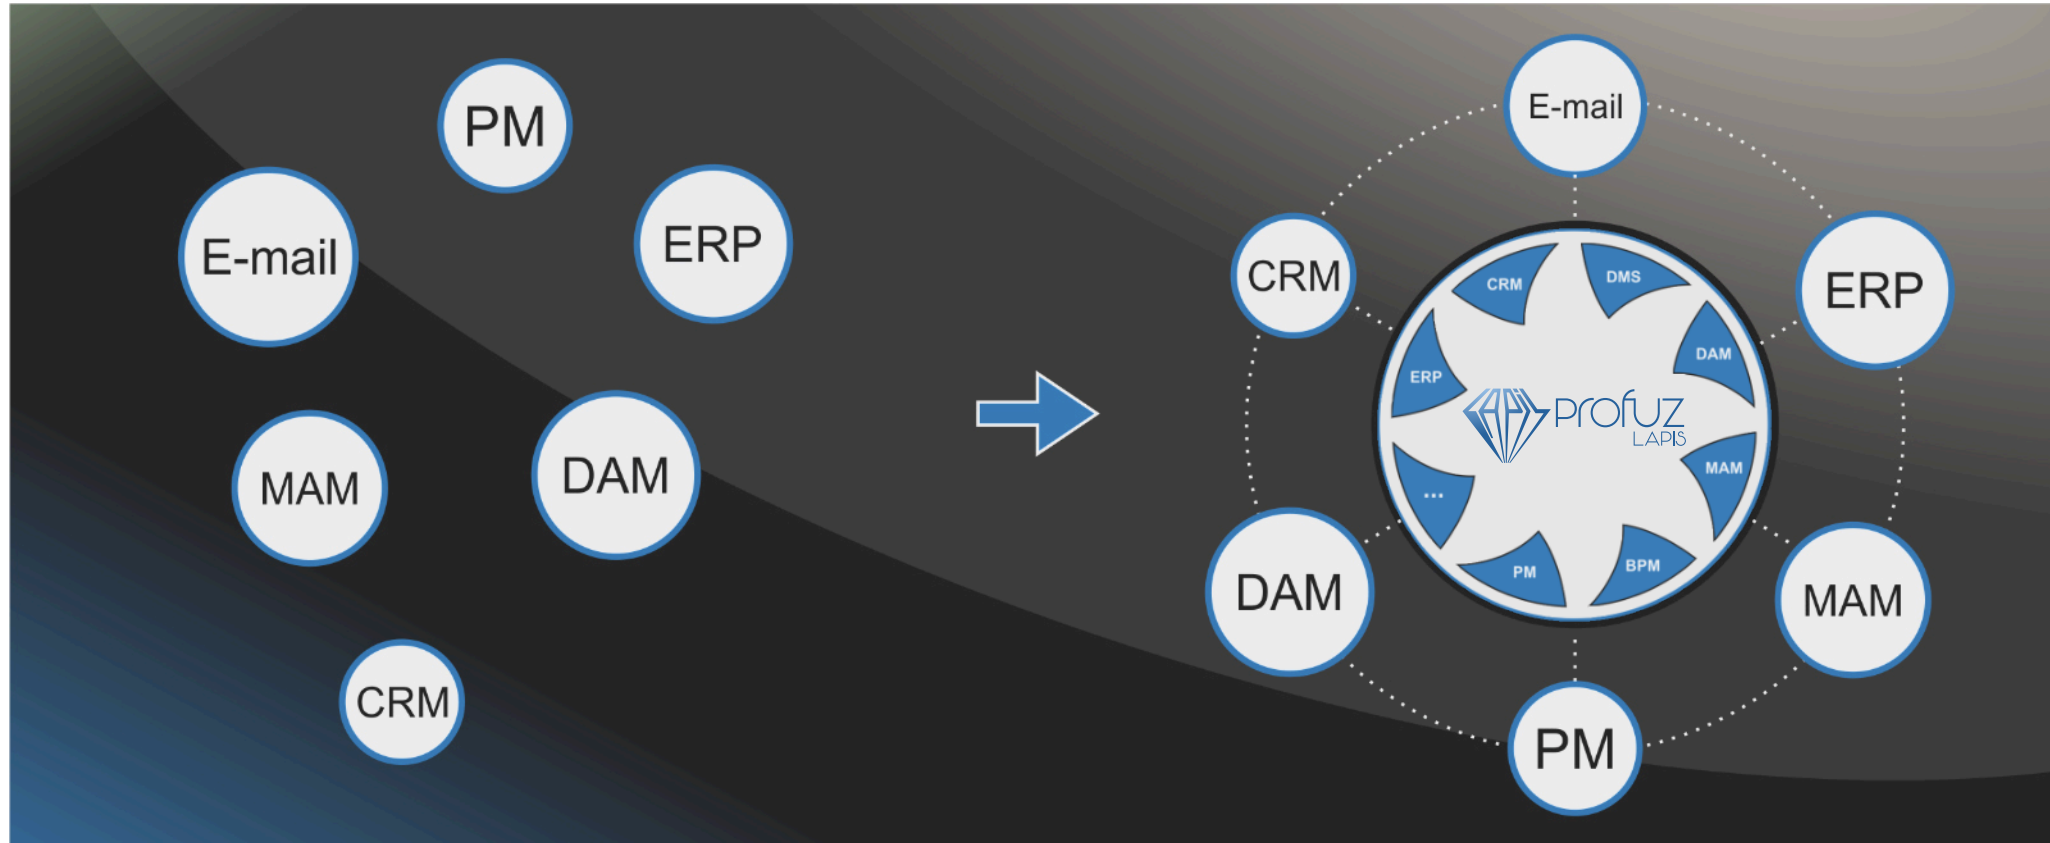 PM
E-mail
ERP
MAM
DAM
CRM
E-mail
CRM
ERP
DAM
MAM
PM
CRM
DMS
ERP
DAM
LAPIS
PROFUZ
LAPIS
...
MAM
PM
BPM